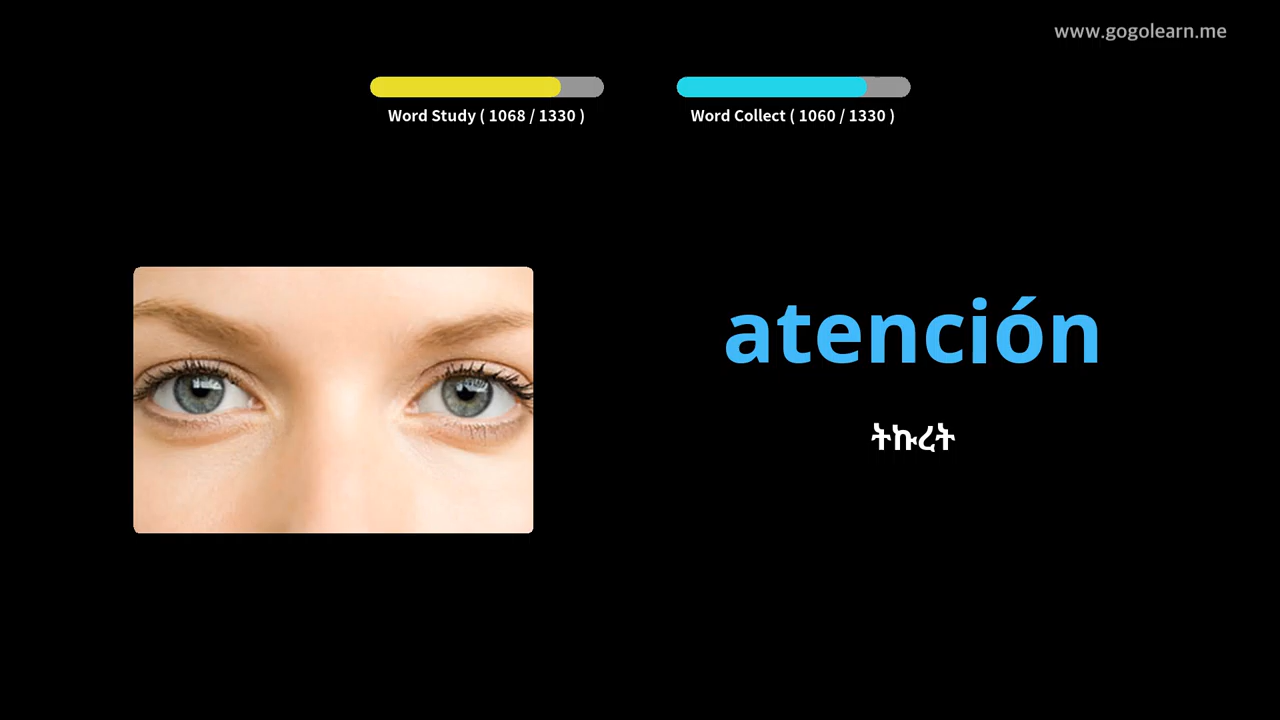 www.gogolearn.me
Word Study ( 1068 / 1330 )
Word Collect ( 1060 / 1330 )
atención
ትኩረት